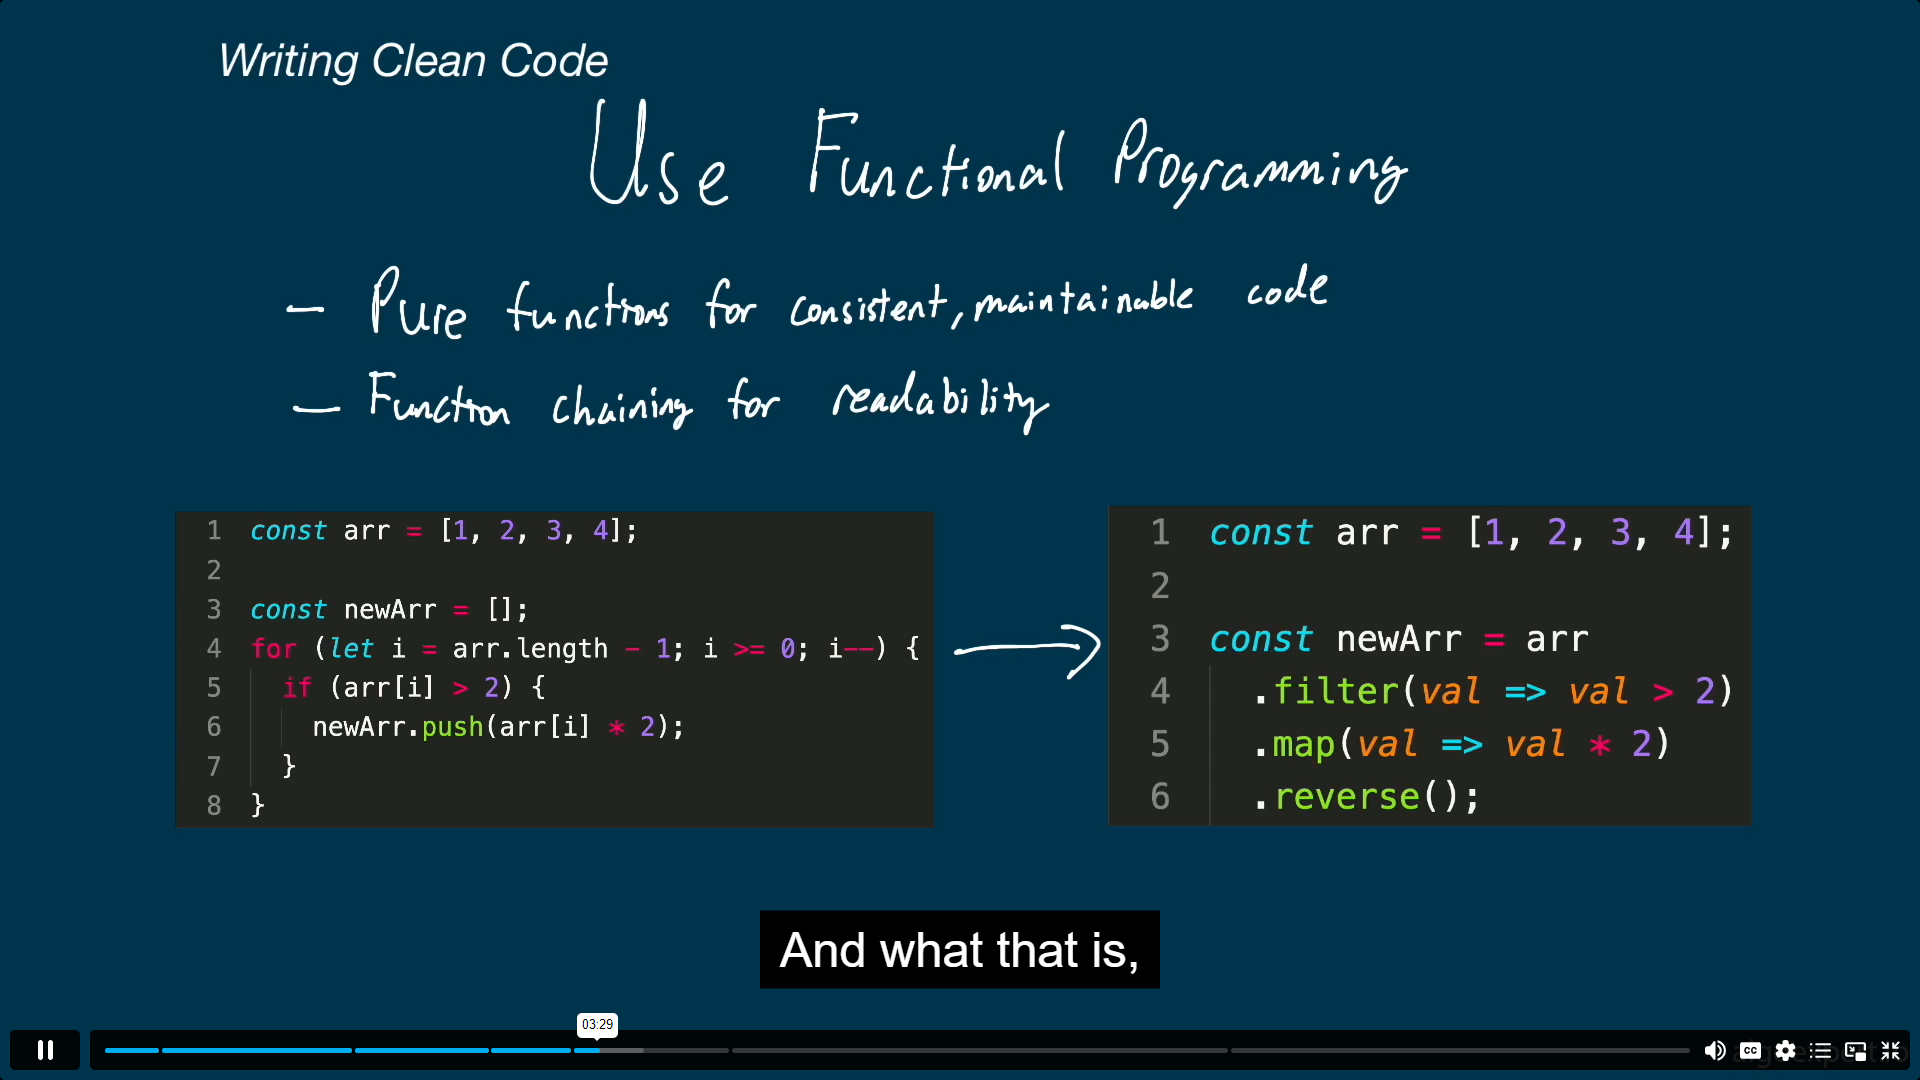 Writing Clean Code
Use Functional Programming
– Pure functions for consistent, maintainable code
– Function chaining for readability
1 const arr = [1, 2, 3, 4];
2
3 const newArr = [];
4 for (let i = arr.length - 1; i >= 0; i--) {
5 if (arr[i] > 2) {
6 newArr.push(arr[i] * 2);
7 }
8 }
1 const arr = [1, 2, 3, 4];
2
3 const newArr = arr
4 .filter(val => val > 2)
5 .map(val => val * 2)
6 .reverse();
And what that is,
03:29
CC